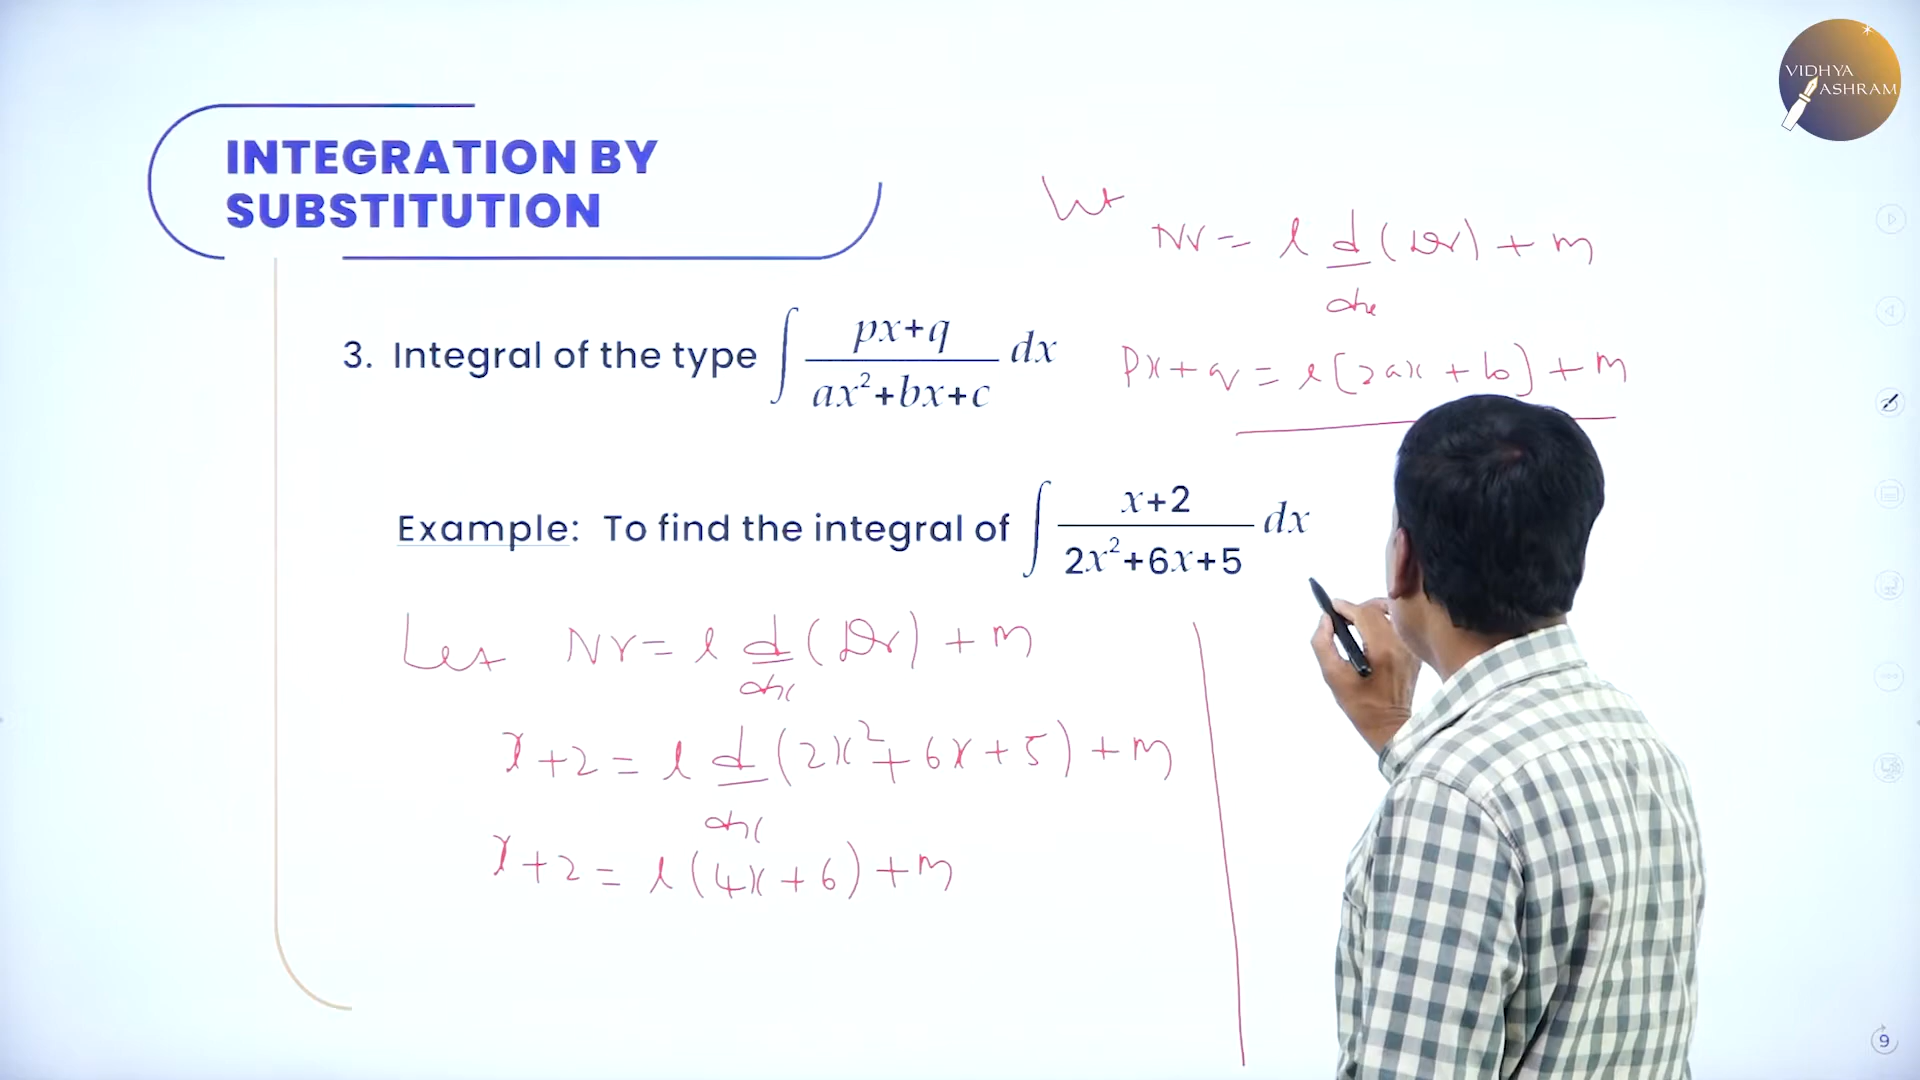 VIDHYA
ASHRAM
INTEGRATION BY
SUBSTITUTION
Let
Nr = l d/dx (Dr) + m
3. Integral of the type ∫ px+q / ax²+bx+c dx
px + q = l [2ax + b] + m
Example: To find the integral of ∫ x+2 / 2x²+6x+5 dx
Let Nr = l d/dx (Dr) + m
x + 2 = l d/dx (2x² + 6x + 5) + m
x + 2 = l (4x + 6) + m
9